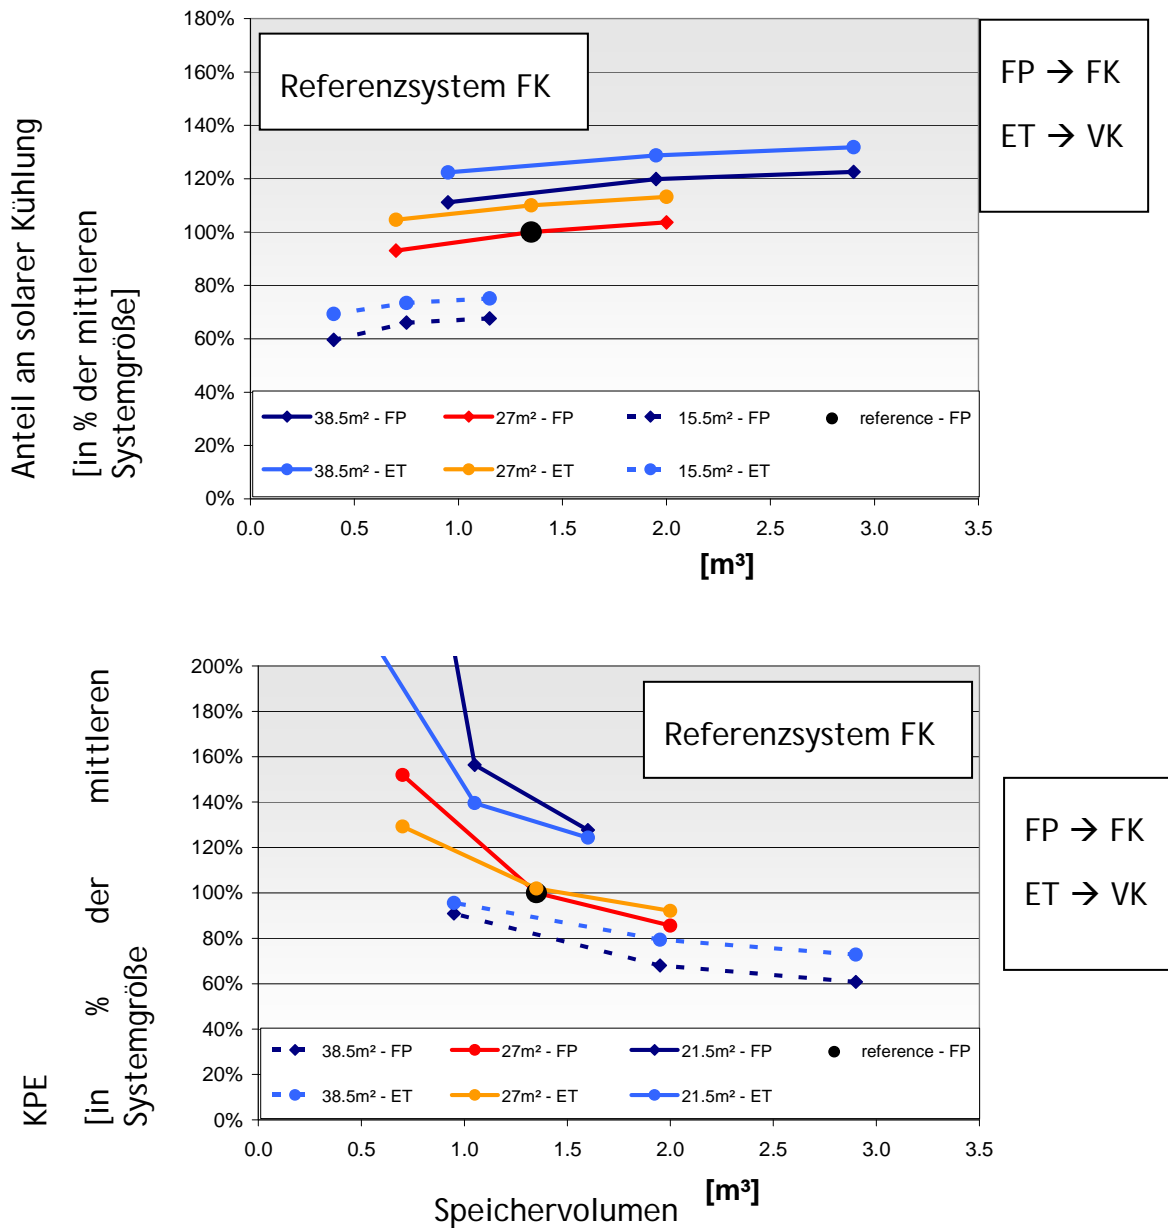 Anteil an solarer Kühlung
[in % der mittleren
Systemgröße]
180%
160%
140%
120%
100%
80%
60%
40%
20%
0%
Referenzsystem FK
FP → FK
ET → VK
38.5m² - FP
27m² - FP
15.5m² - FP
reference - FP
38.5m² - ET
27m² - ET
15.5m² - ET
0.0 0.5 1.0 1.5 2.0 2.5 3.0 3.5
[m³]
KPE
[in % der mittleren
Systemgröße
200%
180%
160%
140%
120%
100%
80%
60%
40%
20%
0%
Referenzsystem FK
FP → FK
ET → VK
38.5m² - FP
27m² - FP
21.5m² - FP
reference - FP
38.5m² - ET
27m² - ET
21.5m² - ET
0.0 0.5 1.0 1.5 2.0 2.5 3.0 3.5
Speichervolumen [m³]